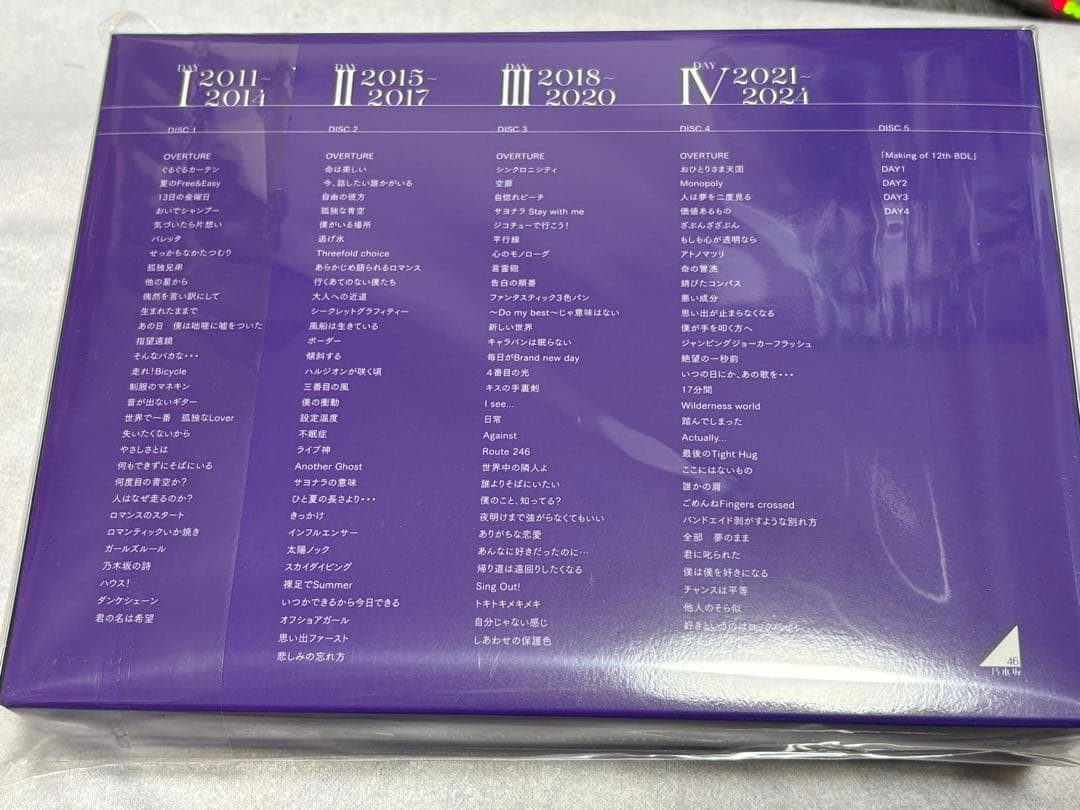 DAY
I 2011~
2014
DISC 1
OVERTURE
ぐるぐるカーテン
夏のFree&Easy
13日の金曜日
おいでシャンプー
気づいたら片想い
バレッタ
せっかちなかたつむり
孤独兄弟
他の星から
偶然を言い訳にして
生まれたままで
あの日 僕は咄嗟に嘘をついた
指望遠鏡
そんなバカな・・・
走れ!Bicycle
制服のマネキン
音が出ないギター
世界で一番 孤独なLover
失いたくないから
やさしさとは
何もできずにそばにいる
何度目の青空か?
人はなぜ走るのか?
ロマンスのスタート
ロマンティックいか焼き
ガールズルール
乃木坂の詩
ハウス!
ダンケシェーン
君の名は希望
DAY
II 2015~
2017
DISC 2
OVERTURE
命は美しい
今、話したい誰かがいる
自由の彼方
孤独な青空
僕がいる場所
逃げ水
Threefold choice
あらかじめ語られるロマンス
行くあてのない僕たち
大人への近道
シークレットグラフィティー
風船は生きている
ボーダー
傾斜する
ハルジオンが咲く頃
三番目の風
僕の衝動
設定温度
不眠症
ライブ神
Another Ghost
サヨナラの意味
ひと夏の長さより・・・
きっかけ
インフルエンサー
太陽ノック
スカイダイビング
裸足でSummer
いつかできるから今日できる
オフショアガール
思い出ファースト
悲しみの忘れ方
DAY
III 2018~
2020
DISC 3
OVERTURE
シンクロニシティ
空扉
自惚れビーチ
サヨナラ Stay with me
ジコチューで行こう!
平行線
心のモノローグ
言霊砲
告白の順番
ファンタスティック3色パン
~Do my best~じゃ意味はない
新しい世界
キャラバンは眠らない
毎日がBrand new day
4番目の光
キスの手裏剣
I see...
日常
Against
Route 246
世界中の隣人よ
誰よりそばにいたい
僕のこと、知ってる?
夜明けまで強がらなくてもいい
ありがちな恋愛
あんなに好きだったのに…
帰り道は遠回りしたくなる
Sing Out!
トキトキメキメキ
自分じゃない感じ
しあわせの保護色
DAY
IV 2021~
2024
DISC 4
OVERTURE
おひとりさま天国
Monopoly
人は夢を二度見る
価値あるもの
ざぶんざざぶん
もしも心が透明なら
アトノマツリ
命の冒涜
錆びたコンパス
悪い成分
思い出が止まらなくなる
僕が手を叩く方へ
ジャンピングジョーカーフラッシュ
絶望の一秒前
いつの日にか、あの歌を・・・
17分間
Wilderness world
踏んでしまった
Actually...
最後のTight Hug
ここにはないもの
誰かの肩
ごめんねFingers crossed
バンドエイド剥がすような別れ方
全部 夢のまま
君に叱られた
僕は僕を好きになる
チャンスは平等
他人のそら似
好きというのはロックだぜ!
DISC 5
「Making of 12th BDL」
DAY1
DAY2
DAY3
DAY4
46
乃木坂